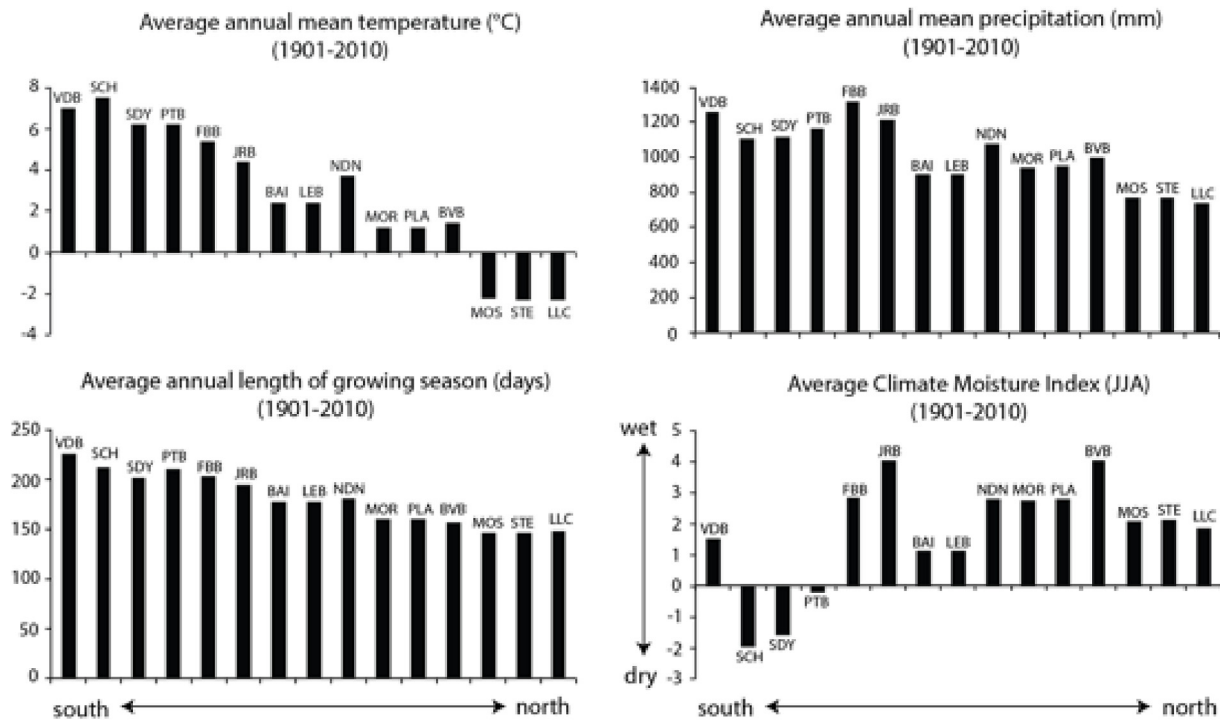 Average annual mean temperature (°C)
(1901-2010)
8
6
4
2
0
-2
-4
VDB
SCH
SDY
PTB
FBB
JRB
BAI
LEB
NDN
MOR
PLA
BVB
MOS
STE
LLC
Average annual mean precipitation (mm)
(1901-2010)
1400
1200
1000
800
600
400
200
0
VDB
SCH
SDY
PTB
FBB
JRB
BAI
LEB
NDN
MOR
PLA
BVB
MOS
STE
LLC
Average annual length of growing season (days)
(1901-2010)
250
200
150
100
50
0
VDB
SCH
SDY
PTB
FBB
JRB
BAI
LEB
NDN
MOR
PLA
BVB
MOS
STE
LLC
south
north
Average Climate Moisture Index (JJA)
(1901-2010)
wet
dry
5
4
3
2
1
0
-1
-2
-3
VDB
SCH
SDY
PTB
FBB
JRB
BAI
LEB
NDN
MOR
PLA
BVB
MOS
STE
LLC
south
north